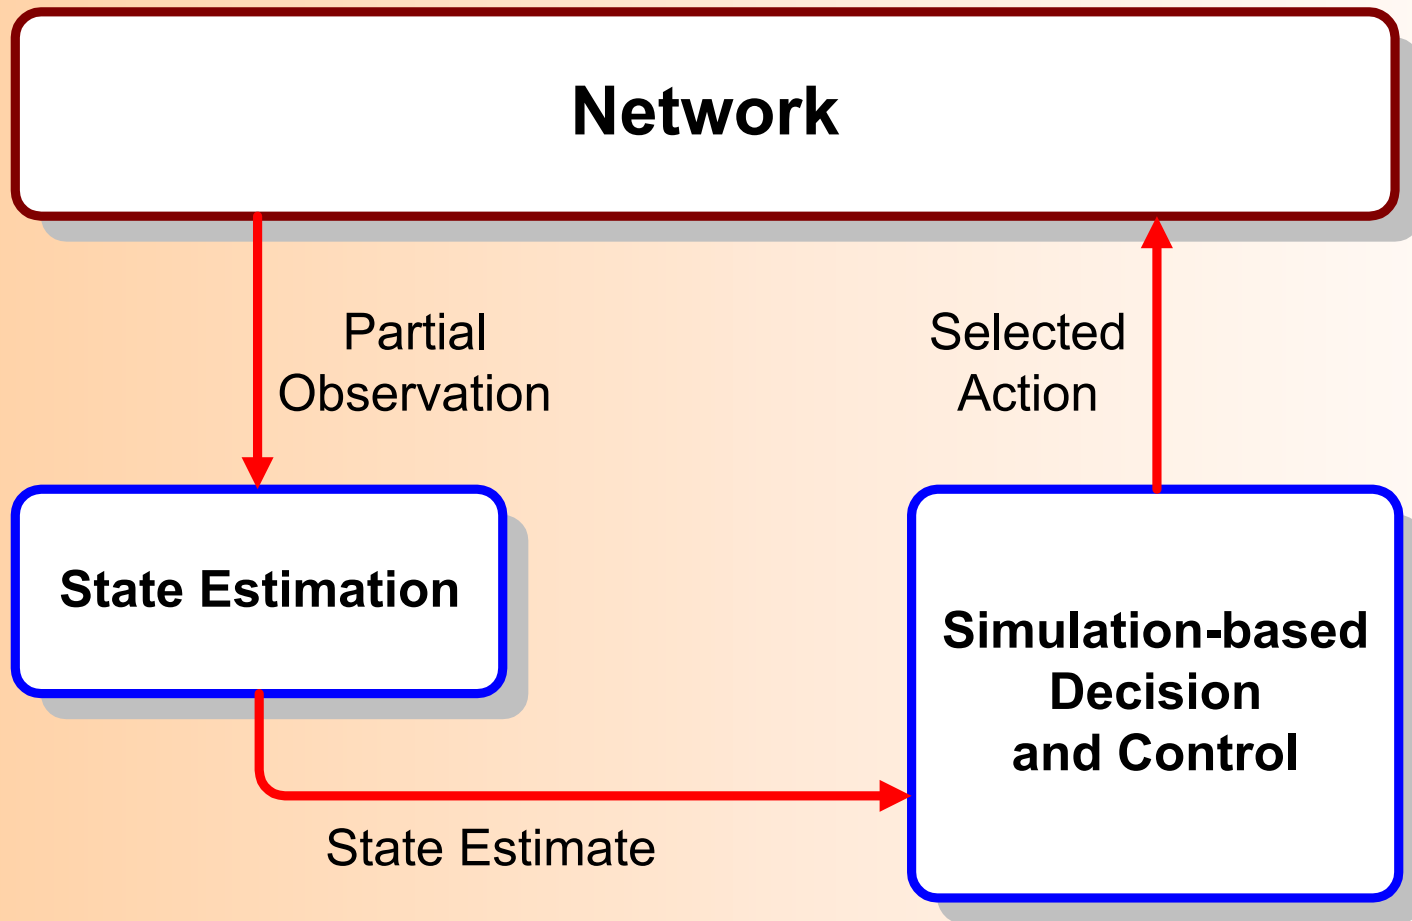 Network
Partial
Observation
Selected
Action
State Estimation
Simulation-based
Decision
and Control
State Estimate